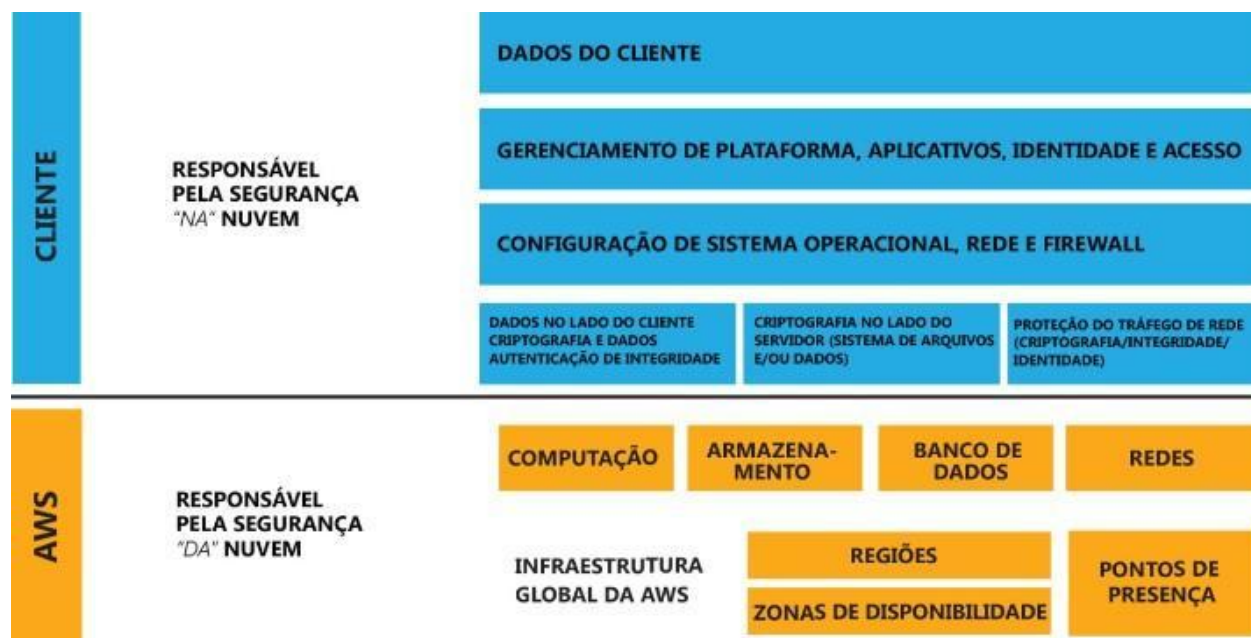 CLIENTE
RESPONSÁVEL
PELA SEGURANÇA
“NA” NUVEM
DADOS DO CLIENTE
GERENCIAMENTO DE PLATAFORMA, APLICATIVOS, IDENTIDADE E ACESSO
CONFIGURAÇÃO DE SISTEMA OPERACIONAL, REDE E FIREWALL
DADOS NO LADO DO CLIENTE
CRIPTOGRAFIA E DADOS
AUTENTICAÇÃO DE INTEGRIDADE
CRIPTOGRAFIA NO LADO DO
SERVIDOR (SISTEMA DE ARQUIVOS
E/OU DADOS)
PROTEÇÃO DO TRÁFEGO DE REDE
(CRIPTOGRAFIA/INTEGRIDADE/
IDENTIDADE)
AWS
RESPONSÁVEL
PELA SEGURANÇA
“DA” NUVEM
COMPUTAÇÃO
ARMAZENA-
MENTO
BANCO DE
DADOS
REDES
INFRAESTRUTURA
GLOBAL DA AWS
REGIÕES
ZONAS DE DISPONIBILIDADE
PONTOS DE
PRESENÇA